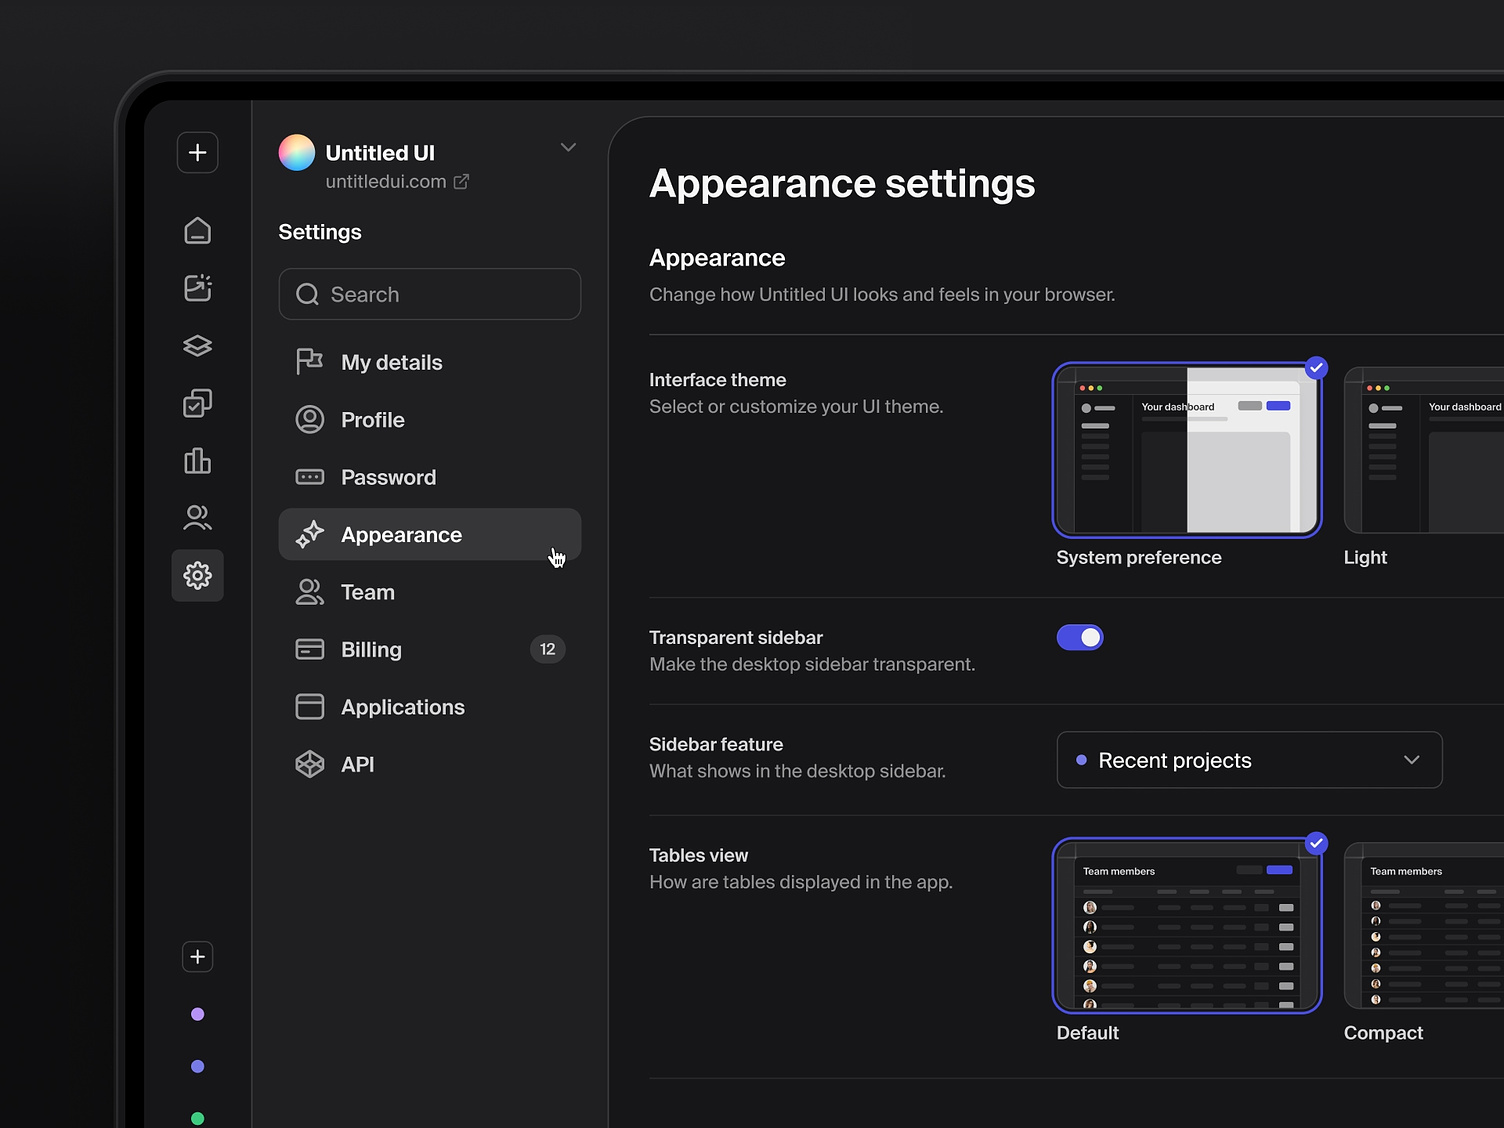 Untitled UI
untitledui.com
Settings
Search
My details
Profile
Password
Appearance
Team
Billing
12
Applications
API
Appearance settings
Appearance
Change how Untitled UI looks and feels in your browser.
Interface theme
Select or customize your UI theme.
Your dashboard
Your dashboard
System preference
Light
Transparent sidebar
Make the desktop sidebar transparent.
Sidebar feature
What shows in the desktop sidebar.
Recent projects
Tables view
How are tables displayed in the app.
Team members
Team members
Default
Compact